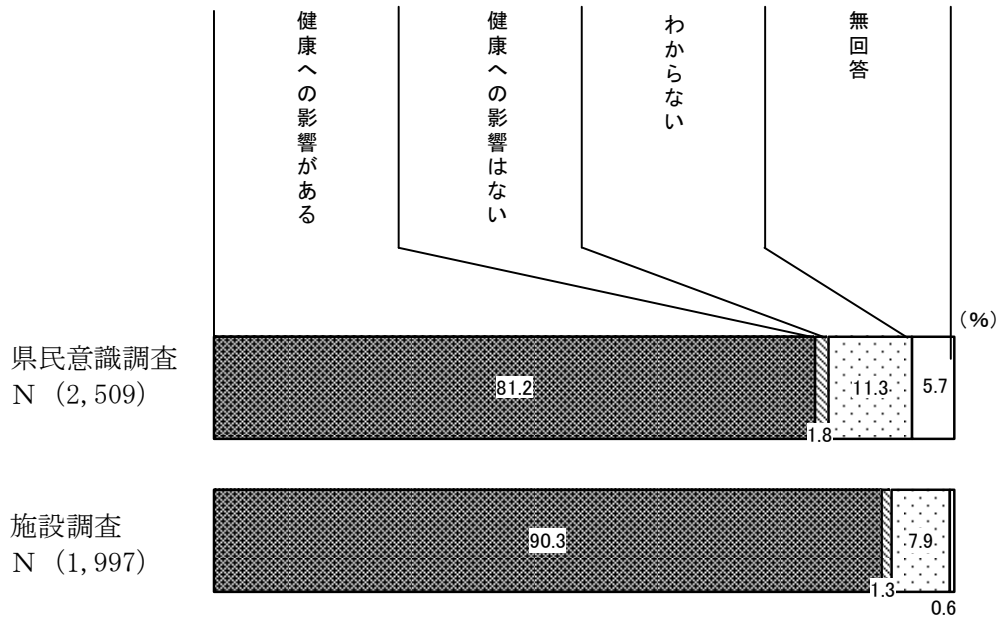 健康への影響がある
健康への影響はない
わからない
無回答
(%)
県民意識調査
N (2,509)
81.2
1.8
11.3
5.7
施設調査
N (1,997)
90.3
1.3
7.9
0.6